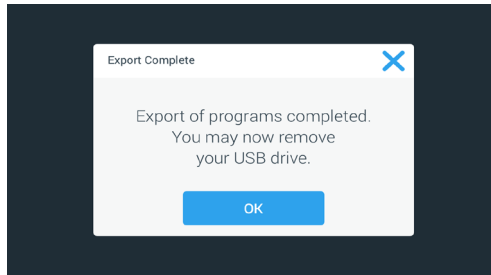 Export Complete
Export of programs completed.
You may now remove
your USB drive.
OK